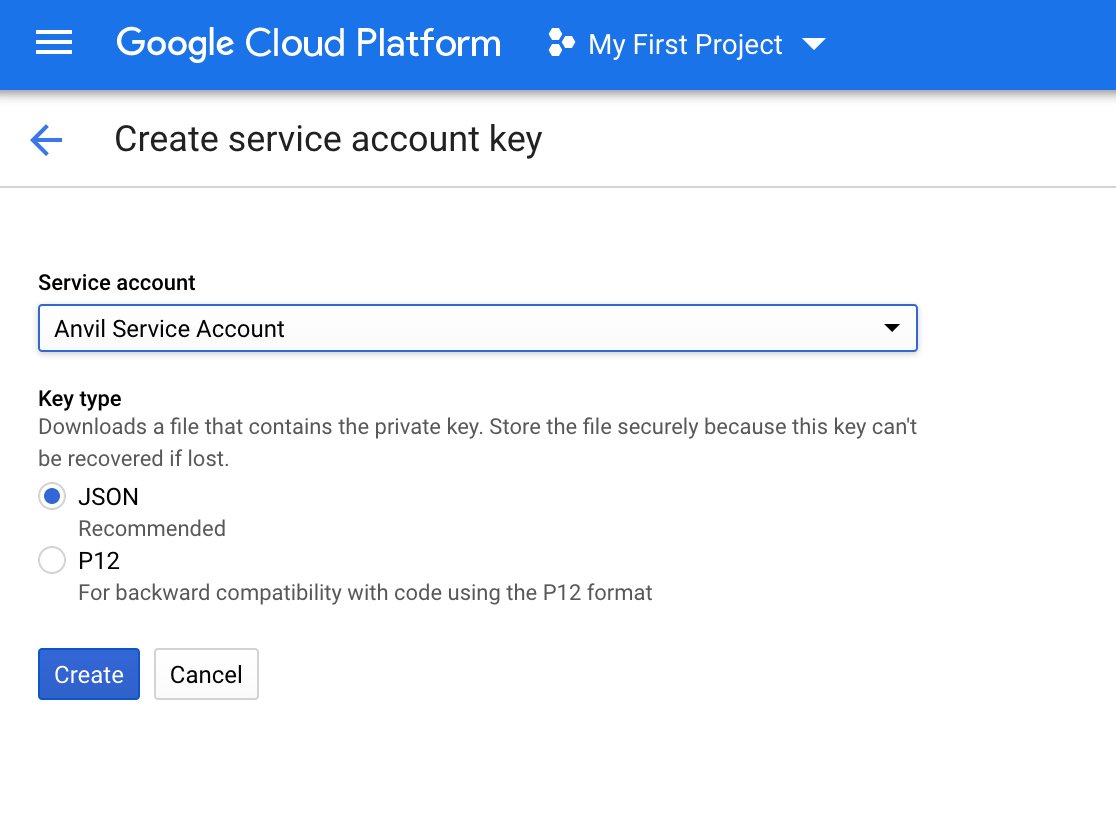 Google Cloud Platform My First Project
Create service account key
Service account
Anvil Service Account
Key type
Downloads a file that contains the private key. Store the file securely because this key can't
be recovered if lost.
JSON
Recommended
P12
For backward compatibility with code using the P12 format
Create Cancel